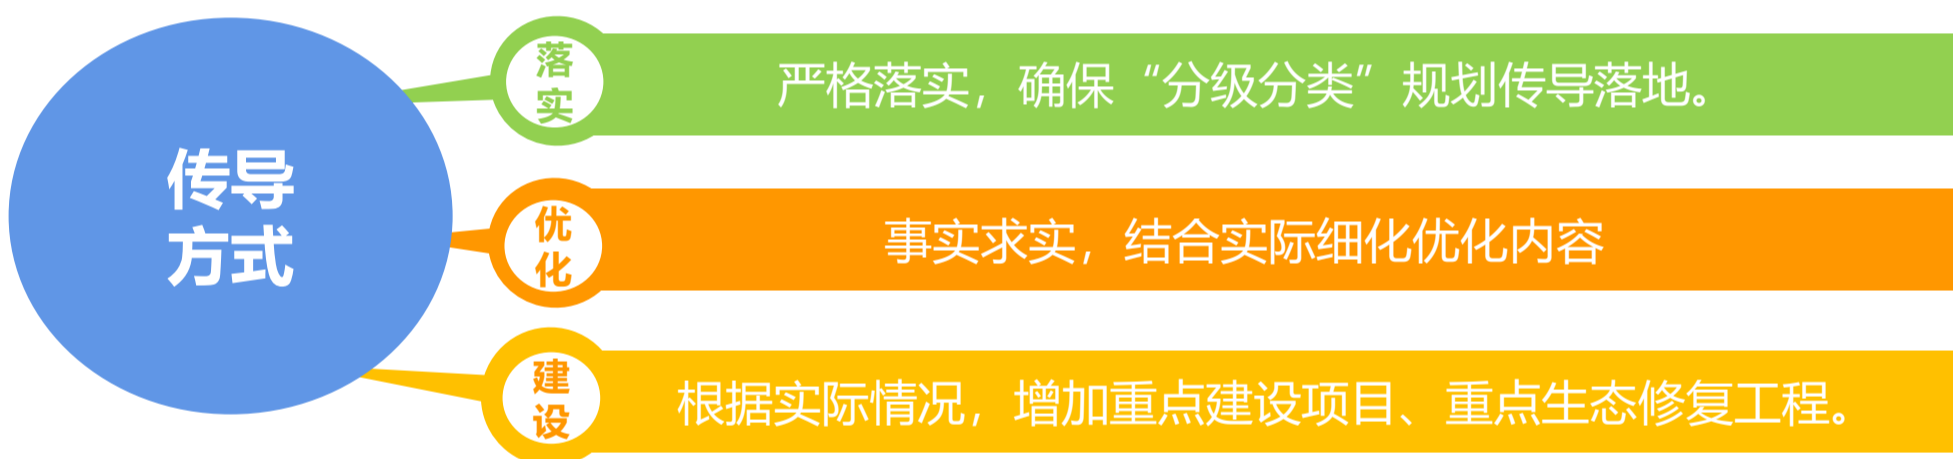 传导
方式
落
实
严格落实，确保“分级分类”规划传导落地。
优
化
事实求实，结合实际细化优化内容
建
设
根据实际情况，增加重点建设项目、重点生态修复工程。